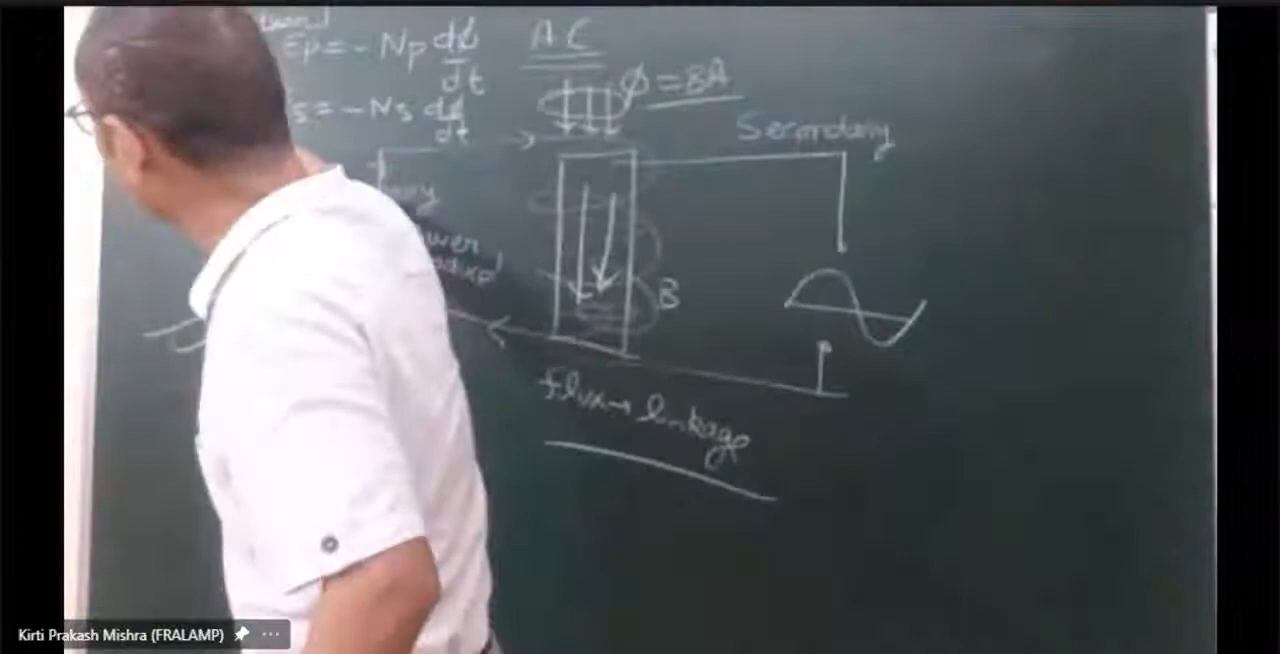 Ep = - Np dϕ/dt
AC
ϕ = BA
s = - Ns dϕ/dt
Secondary
B
Flux → linkage
Kirti Prakash Mishra (FRALAMP)